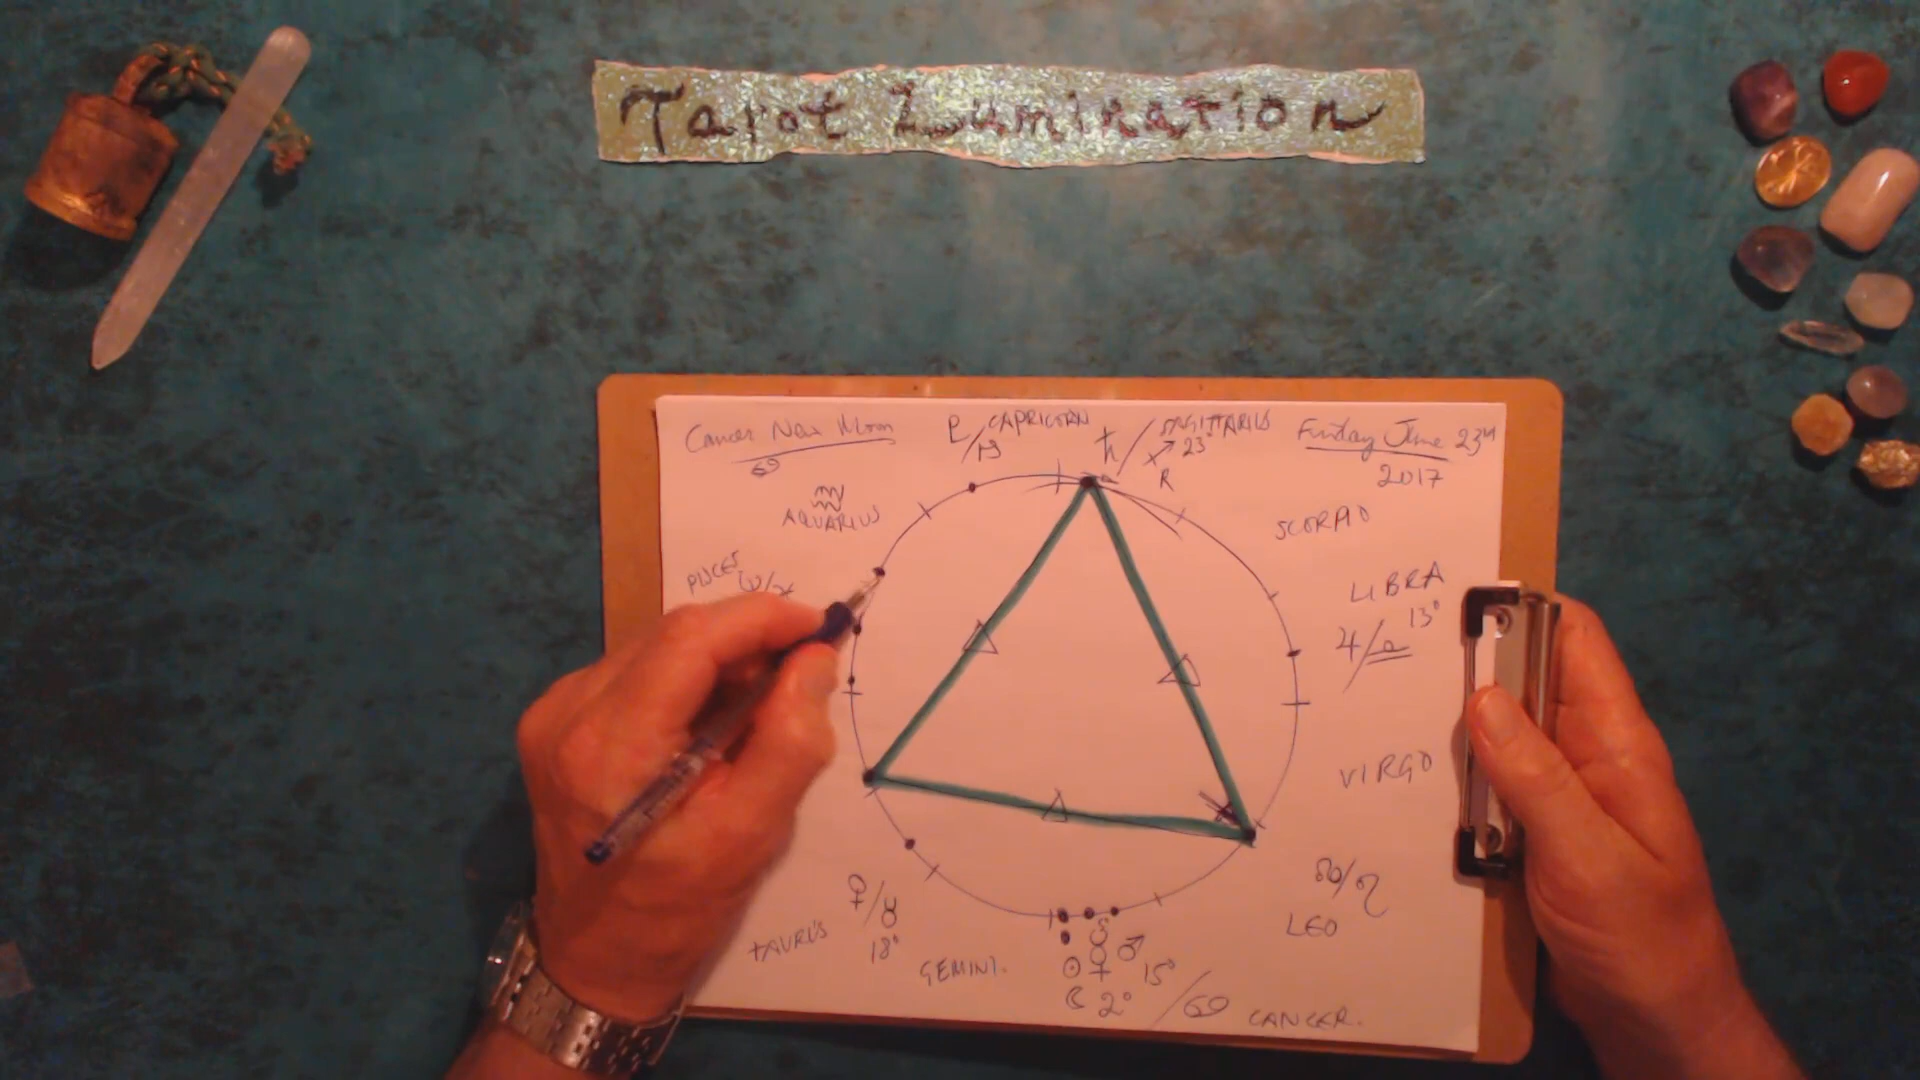 Tarot Lumination
Cancer New Moon
♋
♇/CAPRICORN
♑
♄/SAGITTARIUS
♐ 23°
R
Friday June 23rd
2017
AQUARIUS
♒
SCORPIO
PISCES
♆/♓
LIBRA
13°
♃/♎
VIRGO
☊/♌
LEO
♀/♉
TAURUS
18°
GEMINI.
☿ ♂
☉ 15°
☾ 2° /♋ CANCER.